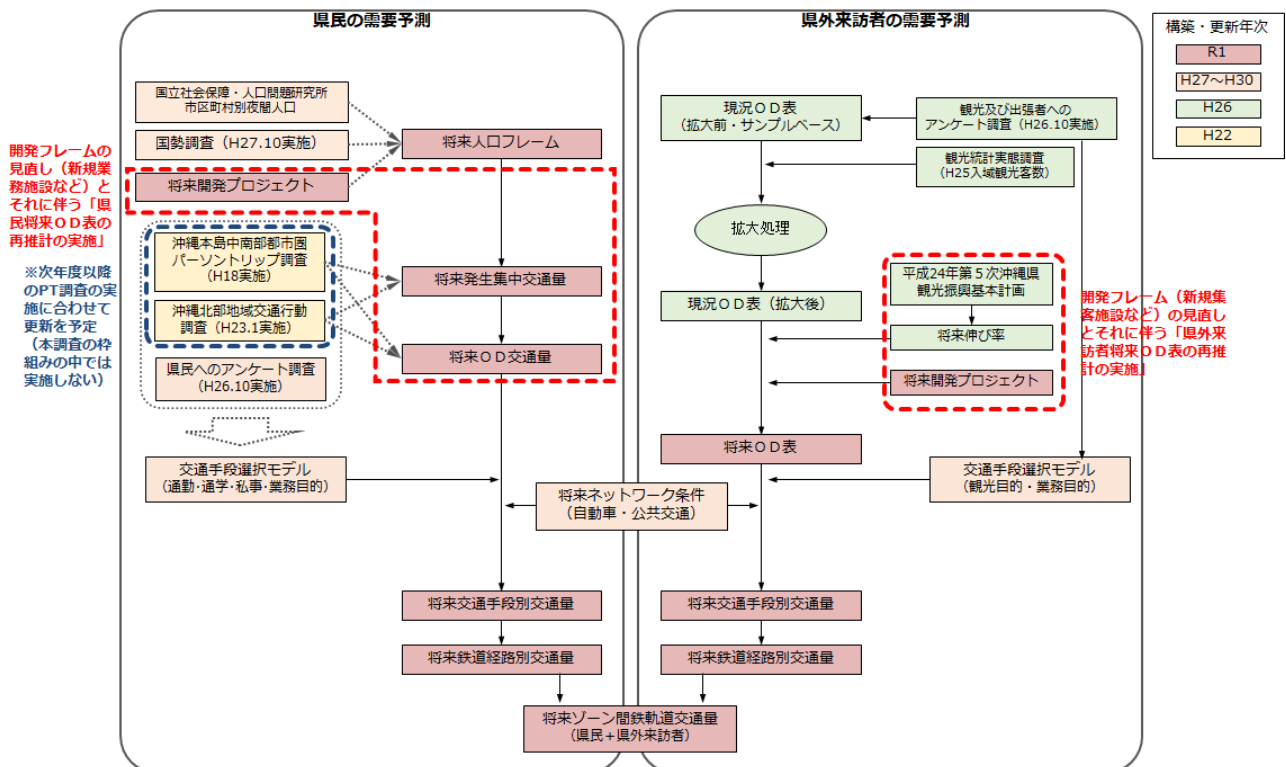 県民の需要予測
国立社会保障・人口問題研究所
市区町村別夜間人口
国勢調査（H27.10実施）
将来人口フレーム
将来開発プロジェクト
開発フレームの
見直し（新規業
務施設など）と
それに伴う「県
民将来ＯＤ表の
再推計の実施」
※次年度以降
のPT調査の実
施に合わせて
更新を予定
（本調査の枠
組みの中では
実施しない）
沖縄本島中南部都市圏
パーソントリップ調査
（H18実施）
沖縄北部地域交通行動
調査（H23.1実施）
県民へのアンケート調査
（H26.10実施）
将来発生集中交通量
将来OD交通量
交通手段選択モデル
（通勤・通学・私事・業務目的）
将来ネットワーク条件
（自動車・公共交通）
将来交通手段別交通量
将来鉄道経路別交通量
将来ゾーン間鉄軌道交通量
（県民＋県外来訪者）
県外来訪者の需要予測
現況ＯＤ表
（拡大前・サンプルベース）
観光及び出張者への
アンケート調査（H26.10実施）
観光統計実態調査
（H25入域観光客数）
拡大処理
現況ＯＤ表（拡大後）
平成24年第５次沖縄県
観光振興基本計画
将来伸び率
将来開発プロジェクト
開発フレーム（新規集
客施設など）の見直し
とそれに伴う「県外来
訪者将来ＯＤ表の再推
計の実施」
将来ＯＤ表
交通手段選択モデル
（観光目的・業務目的）
将来交通手段別交通量
将来鉄道経路別交通量
構築・更新年次
R1
H27～H30
H26
H22